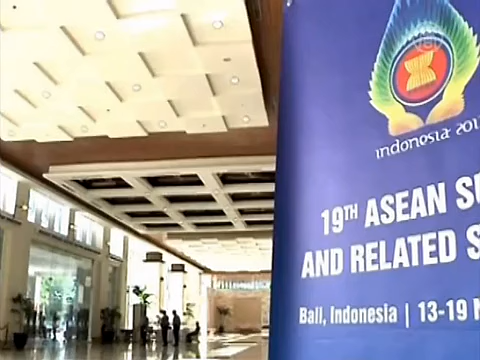 indonesia 201
19TH ASEAN SU
AND RELATED S
Bali, Indonesia | 13-19 N